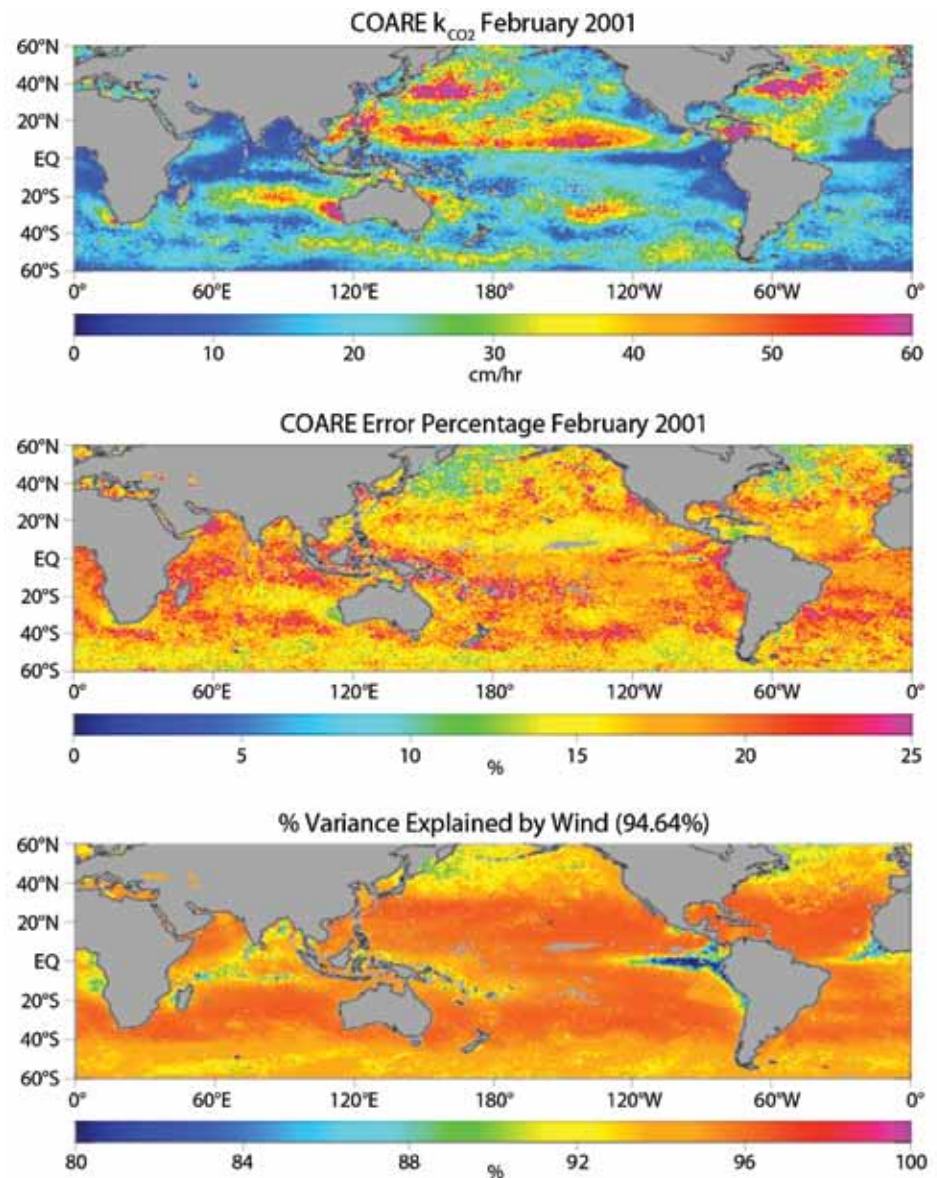 COARE k_CO2 February 2001
60°N
40°N
20°N
EQ
20°S
40°S
60°S
0° 60°E 120°E 180° 120°W 60°W 0°
0 10 20 30 40 50 60
cm/hr
COARE Error Percentage February 2001
60°N
40°N
20°N
EQ
20°S
40°S
60°S
0° 60°E 120°E 180° 120°W 60°W 0°
0 5 10 15 20 25
%
% Variance Explained by Wind (94.64%)
60°N
40°N
20°N
EQ
20°S
40°S
60°S
0° 60°E 120°E 180° 120°W 60°W 0°
80 84 88 92 96 100
%